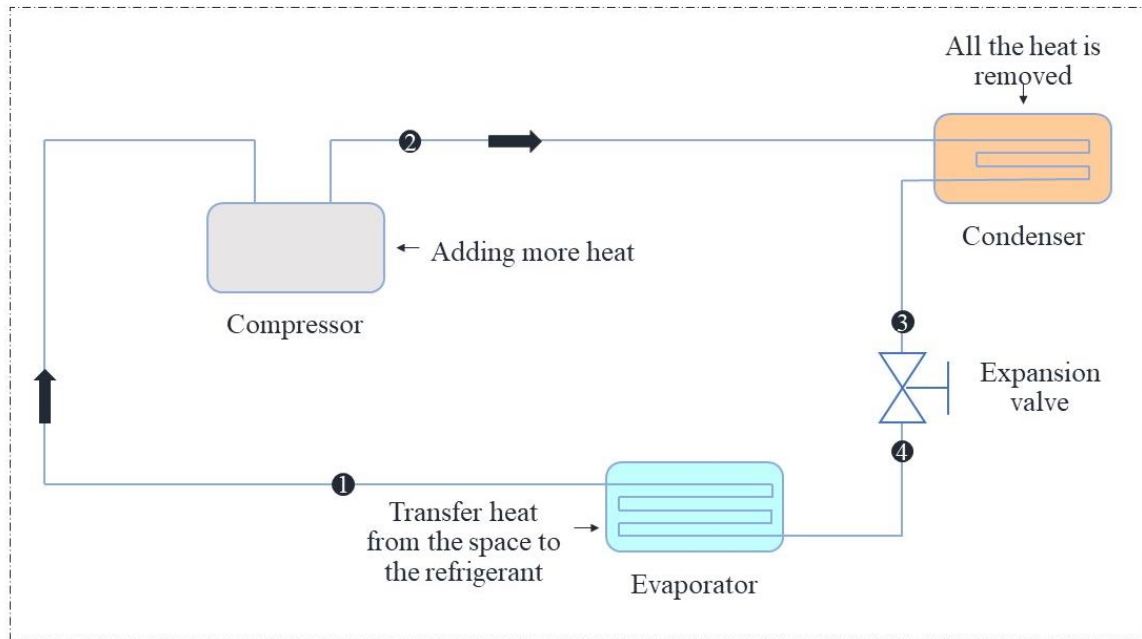 All the heat is
removed
2
Condenser
Adding more heat
Compressor
3
Expansion
valve
4
1
Transfer heat
from the space to
the refrigerant
Evaporator